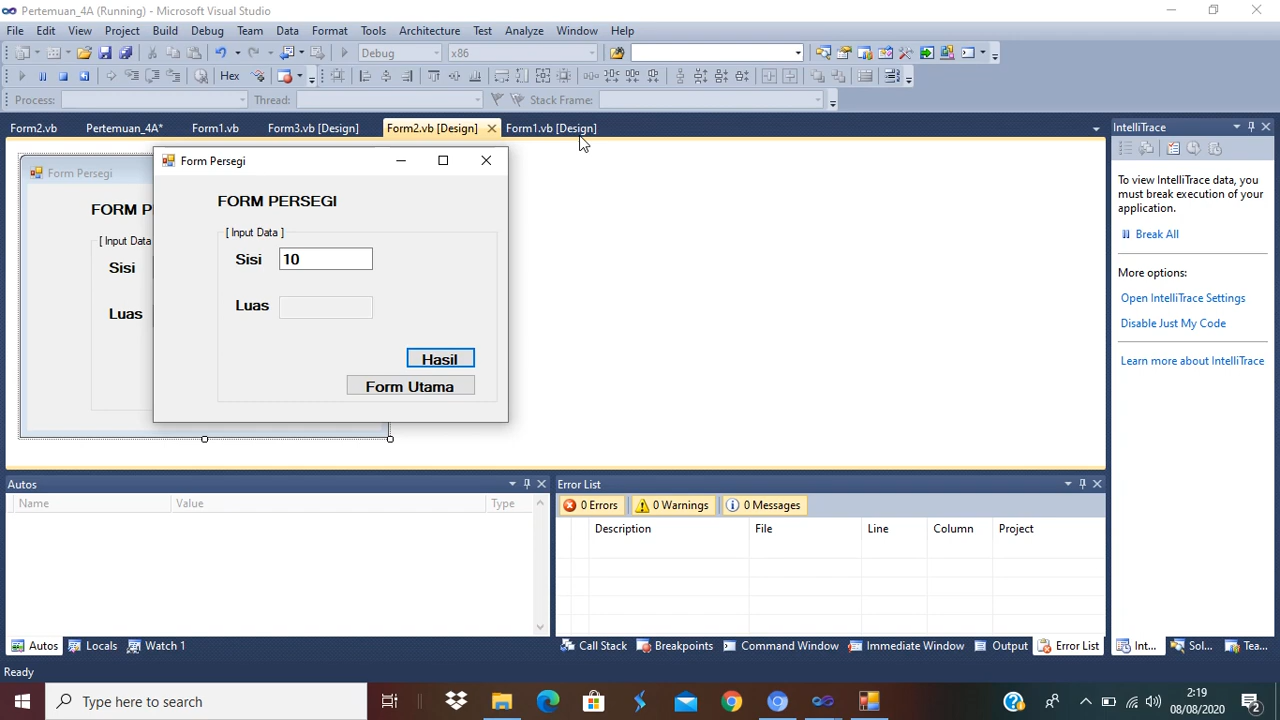 Pertemuan_4A (Running) - Microsoft Visual Studio
File Edit View Project Build Debug Team Data Format Tools Architecture Test Analyze Window Help
Debug x86
Hex
Process: Thread: Stack Frame:
Form2.vb Pertemuan_4A* Form1.vb Form3.vb [Design] Form2.vb [Design] Form1.vb [Design]
IntelliTrace
Form Persegi
FORM P
[ Input Data
Sisi
Luas
Form Persegi
FORM PERSEGI
[ Input Data ]
Sisi 10
Luas
Hasil
Form Utama
To view IntelliTrace data, you
must break execution of your
application.
Break All
More options:
Open IntelliTrace Settings
Disable Just My Code
Learn more about IntelliTrace
Autos
Name Value Type
Error List
0 Errors 0 Warnings 0 Messages
Description File Line Column Project
Autos Locals Watch 1
Call Stack Breakpoints Command Window Immediate Window Output Error List
Int... Sol... Tea...
Ready
Type here to search
2:19
08/08/2020
2